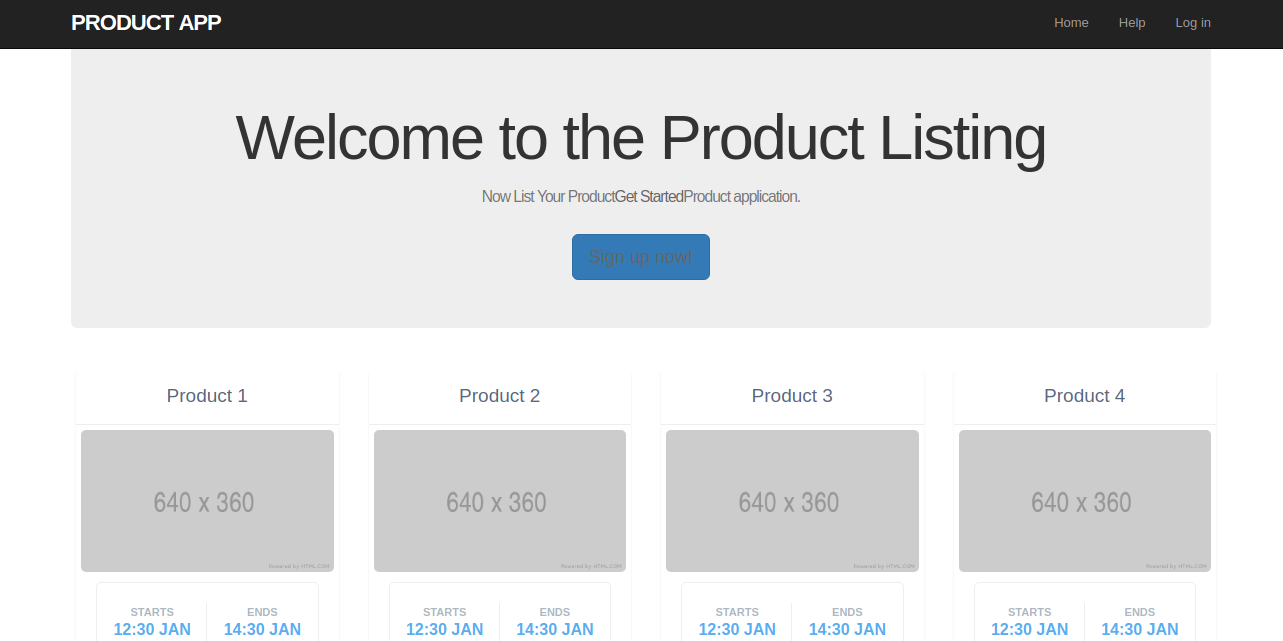 PRODUCT APP Home Help Log in
Welcome to the Product Listing
Now List Your ProductGet StartedProduct application.
Sign up now!
Product 1 Product 2 Product 3 Product 4
640 x 360 640 x 360 640 x 360 640 x 360
Powered by HTML.COM Powered by HTML.COM Powered by HTML.COM Powered by HTML.COM
STARTS ENDS STARTS ENDS STARTS ENDS STARTS ENDS
12:30 JAN 14:30 JAN 12:30 JAN 14:30 JAN 12:30 JAN 14:30 JAN 12:30 JAN 14:30 JAN